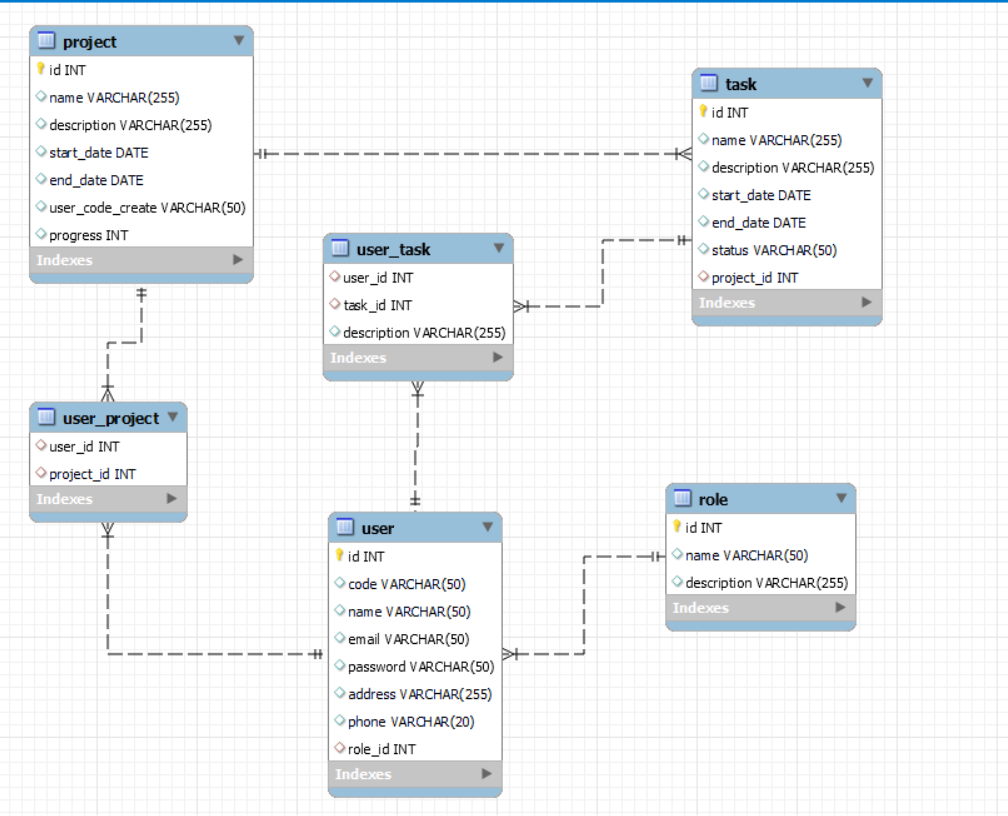 project
id INT
name VARCHAR(255)
description VARCHAR(255)
start_date DATE
end_date DATE
user_code_create VARCHAR(50)
progress INT
Indexes
task
id INT
name VARCHAR(255)
description VARCHAR(255)
start_date DATE
end_date DATE
status VARCHAR(50)
project_id INT
Indexes
user_task
user_id INT
task_id INT
description VARCHAR(255)
Indexes
user_project
user_id INT
project_id INT
Indexes
user
id INT
code VARCHAR(50)
name VARCHAR(50)
email VARCHAR(50)
password VARCHAR(50)
address VARCHAR(255)
phone VARCHAR(20)
role_id INT
Indexes
role
id INT
name VARCHAR(50)
description VARCHAR(255)
Indexes